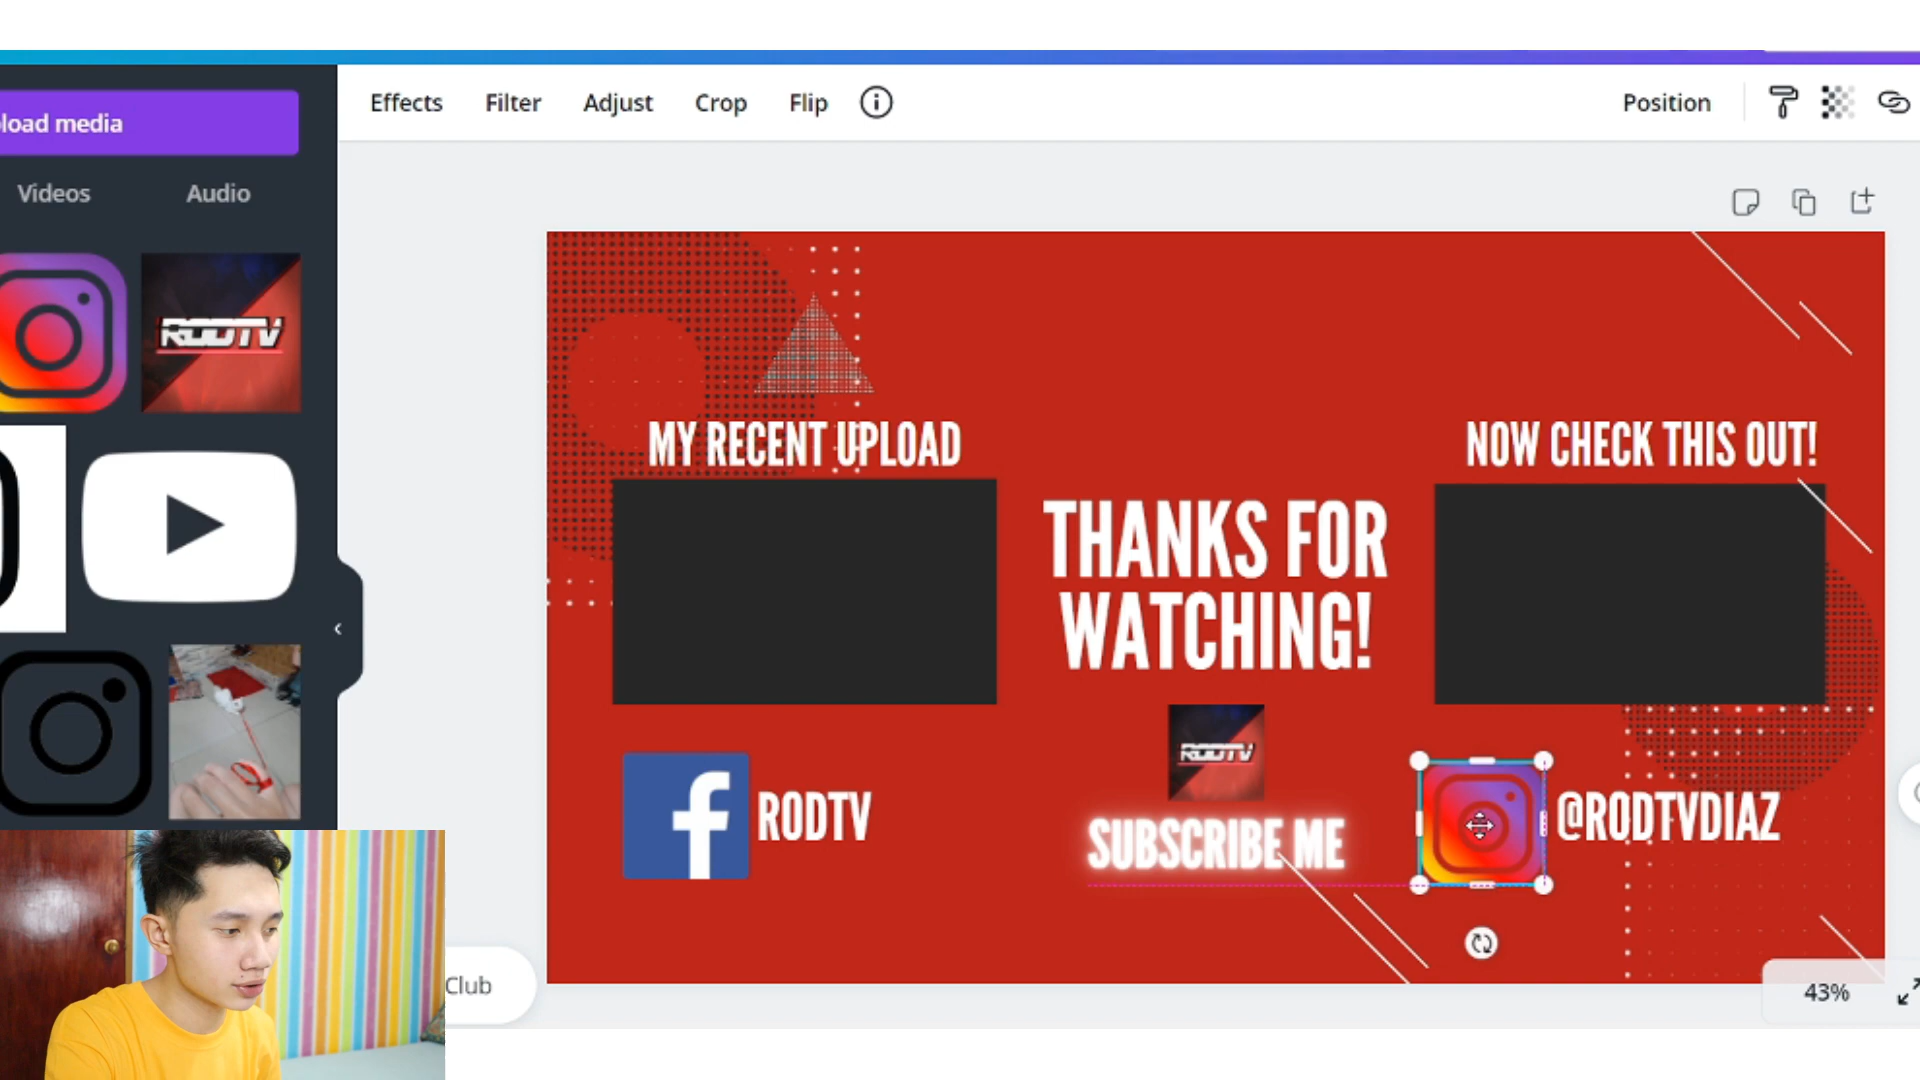 Effects Filter Adjust Crop Flip Position
load media
Videos Audio
RODTV
MY RECENT UPLOAD
NOW CHECK THIS OUT!
THANKS FOR
WATCHING!
RODTV
RODTV
SUBSCRIBE ME
@RODTVDIAZ
Club
43%